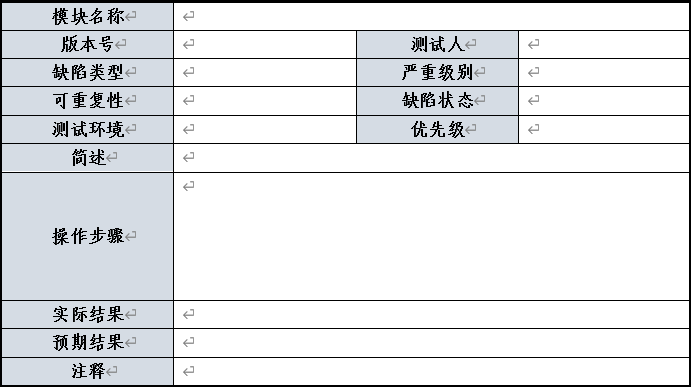 模块名称
版本号 测试人
缺陷类型 严重级别
可重复性 缺陷状态
测试环境 优先级
简述
操作步骤
实际结果
预期结果
注释